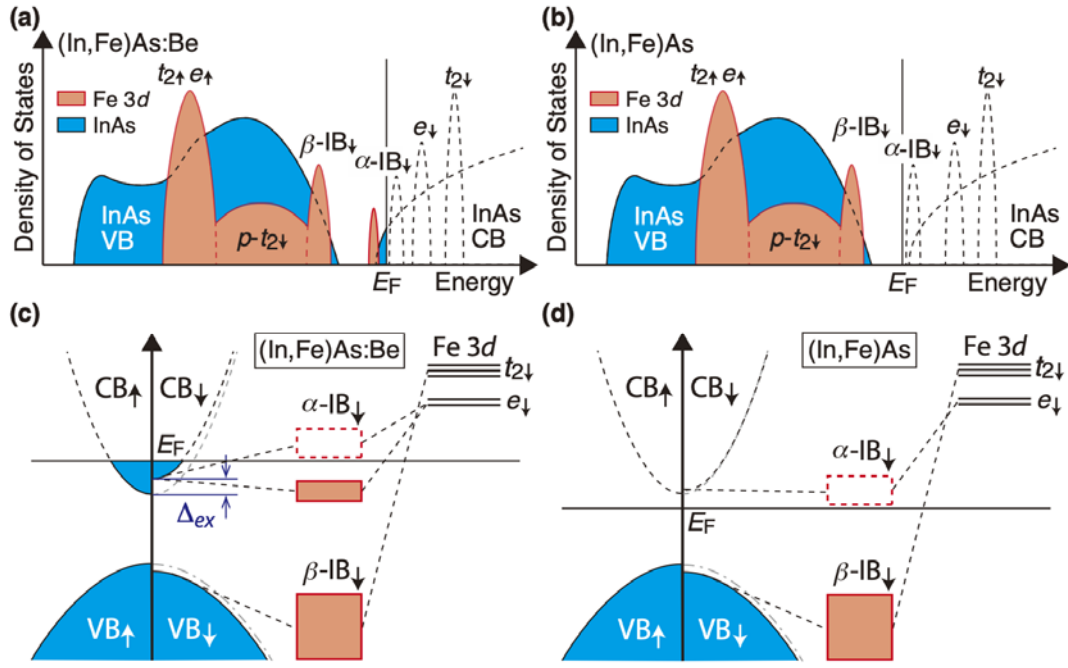 (a)
(In,Fe)As:Be
Density of States
Fe 3d
InAs
t2↑ e↑
β-IB↓
α-IB↓
e↓
t2↓
InAs
VB
p-t2↓
InAs
CB
EF
Energy
(b)
(In,Fe)As
Density of States
Fe 3d
InAs
t2↑ e↑
β-IB↓
α-IB↓
e↓
t2↓
InAs
VB
p-t2↓
InAs
CB
EF
Energy
(c)
(In,Fe)As:Be
Fe 3d
t2↓
e↓
CB↑
CB↓
α-IB↓
EF
Δex
β-IB↓
VB↑
VB↓
(d)
(In,Fe)As
Fe 3d
t2↓
e↓
CB↑
CB↓
α-IB↓
EF
β-IB↓
VB↑
VB↓